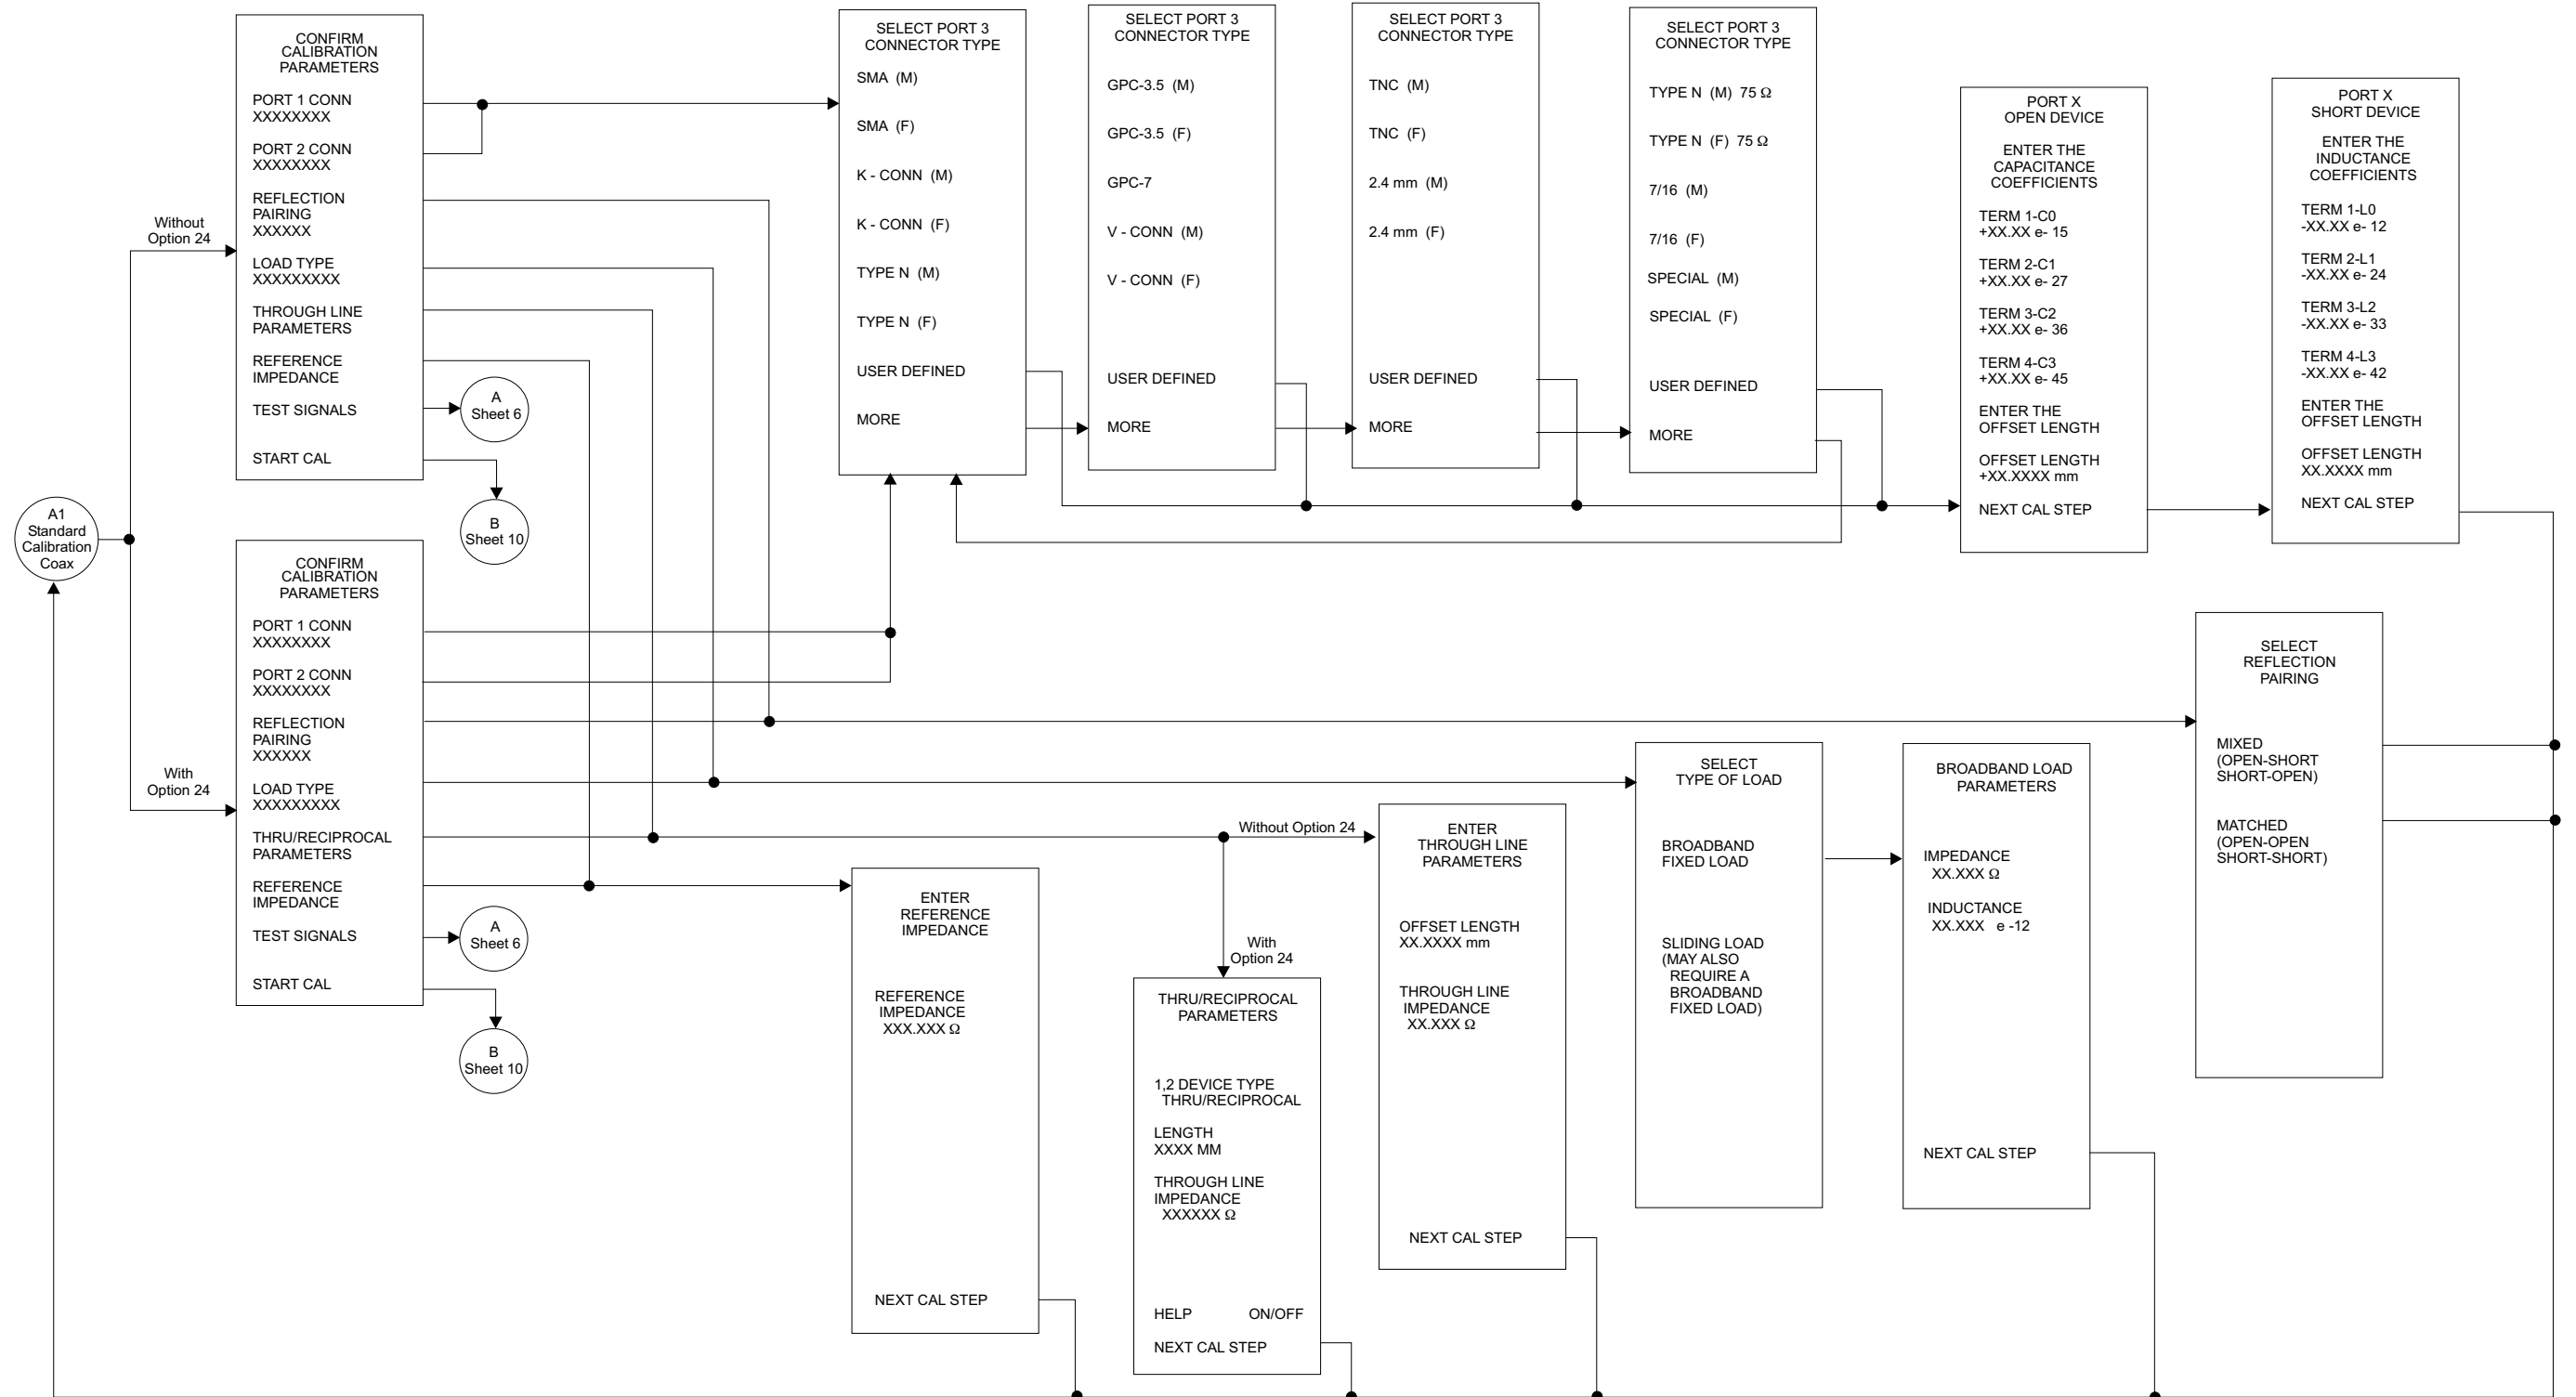 A1
Standard
Calibration
Coax
Without
Option 24
With
Option 24
CONFIRM
CALIBRATION
PARAMETERS
PORT 1 CONN
XXXXXXXX
PORT 2 CONN
XXXXXXXX
REFLECTION
PAIRING
XXXXXX
LOAD TYPE
XXXXXXXXX
THROUGH LINE
PARAMETERS
REFERENCE
IMPEDANCE
TEST SIGNALS
START CAL
A
Sheet 6
B
Sheet 10
CONFIRM
CALIBRATION
PARAMETERS
PORT 1 CONN
XXXXXXXX
PORT 2 CONN
XXXXXXXX
REFLECTION
PAIRING
XXXXXX
LOAD TYPE
XXXXXXXXX
THRU/RECIPROCAL
PARAMETERS
REFERENCE
IMPEDANCE
TEST SIGNALS
START CAL
A
Sheet 6
B
Sheet 10
SELECT PORT 3
CONNECTOR TYPE
SMA (M)
SMA (F)
K - CONN (M)
K - CONN (F)
TYPE N (M)
TYPE N (F)
USER DEFINED
MORE
SELECT PORT 3
CONNECTOR TYPE
GPC-3.5 (M)
GPC-3.5 (F)
GPC-7
V - CONN (M)
V - CONN (F)
USER DEFINED
MORE
SELECT PORT 3
CONNECTOR TYPE
TNC (M)
TNC (F)
2.4 mm (M)
2.4 mm (F)
USER DEFINED
MORE
SELECT PORT 3
CONNECTOR TYPE
TYPE N (M) 75 Ω
TYPE N (F) 75 Ω
7/16 (M)
7/16 (F)
SPECIAL (M)
SPECIAL (F)
USER DEFINED
MORE
PORT X
OPEN DEVICE
ENTER THE
CAPACITANCE
COEFFICIENTS
TERM 1-C0
+XX.XX e- 15
TERM 2-C1
+XX.XX e- 27
TERM 3-C2
+XX.XX e- 36
TERM 4-C3
+XX.XX e- 45
ENTER THE
OFFSET LENGTH
OFFSET LENGTH
+XX.XXXX mm
NEXT CAL STEP
PORT X
SHORT DEVICE
ENTER THE
INDUCTANCE
COEFFICIENTS
TERM 1-L0
-XX.XX e- 12
TERM 2-L1
-XX.XX e- 24
TERM 3-L2
-XX.XX e- 33
TERM 4-L3
-XX.XX e- 42
ENTER THE
OFFSET LENGTH
OFFSET LENGTH
XX.XXXX mm
NEXT CAL STEP
ENTER
REFERENCE
IMPEDANCE
REFERENCE
IMPEDANCE
XXX.XXX Ω
NEXT CAL STEP
Without Option 24
With
Option 24
THRU/RECIPROCAL
PARAMETERS
1,2 DEVICE TYPE
THRU/RECIPROCAL
LENGTH
XXXX MM
THROUGH LINE
IMPEDANCE
XXXXXX Ω
HELP ON/OFF
NEXT CAL STEP
ENTER
THROUGH LINE
PARAMETERS
OFFSET LENGTH
XX.XXXX mm
THROUGH LINE
IMPEDANCE
XX.XXX Ω
NEXT CAL STEP
SELECT
TYPE OF LOAD
BROADBAND
FIXED LOAD
SLIDING LOAD
(MAY ALSO
REQUIRE A
BROADBAND
FIXED LOAD)
BROADBAND LOAD
PARAMETERS
IMPEDANCE
XX.XXX Ω
INDUCTANCE
XX.XXX e -12
NEXT CAL STEP
SELECT
REFLECTION
PAIRING
MIXED
(OPEN-SHORT
SHORT-OPEN)
MATCHED
(OPEN-OPEN
SHORT-SHORT)